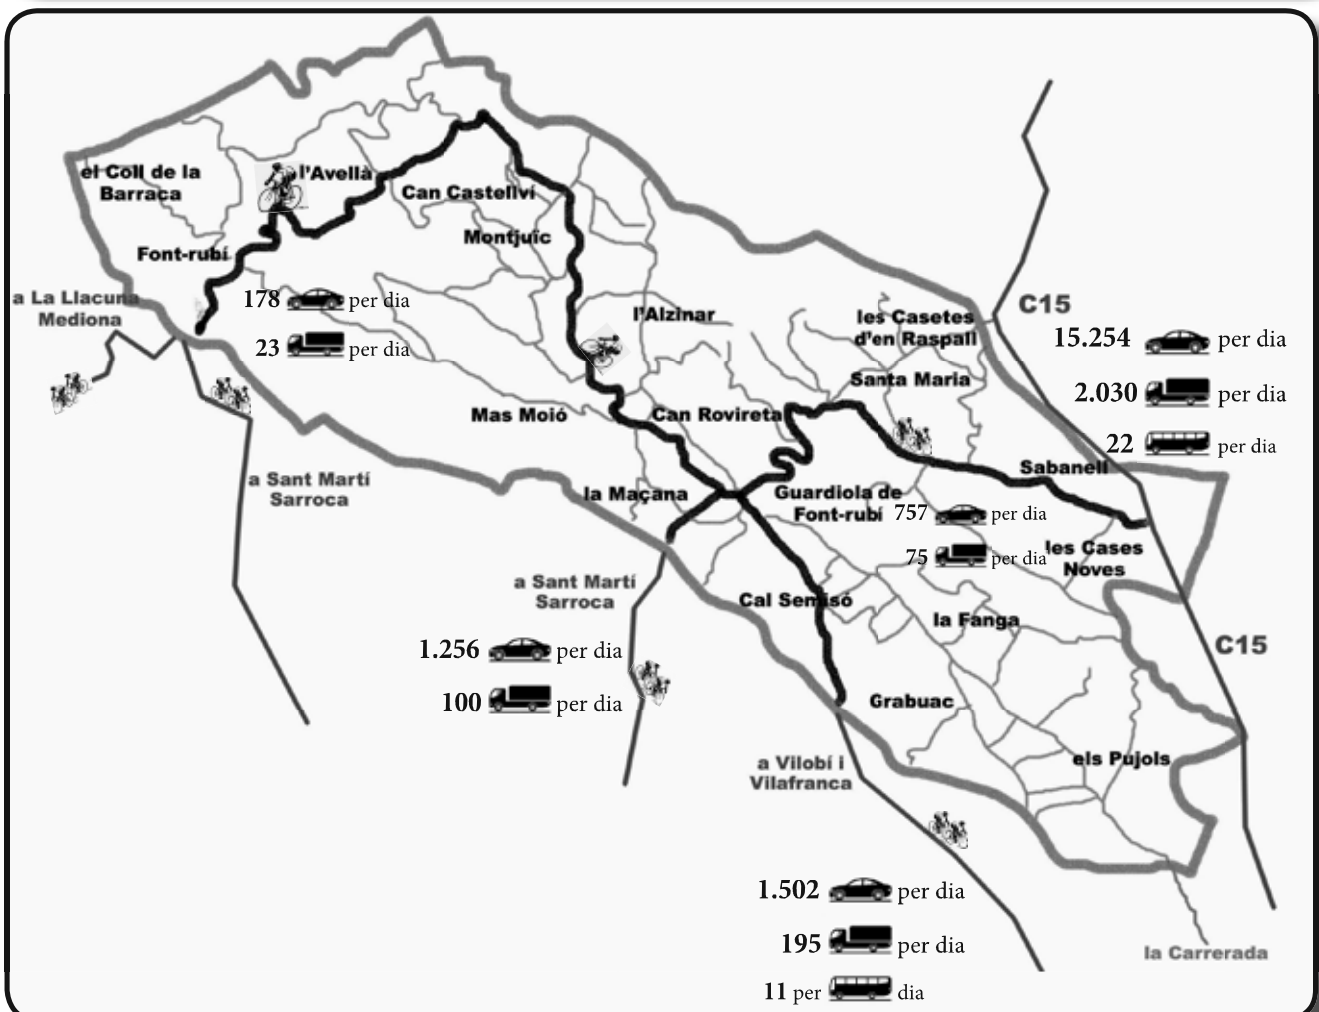 el Coll de la
Barraca
l'Avellà
Can Castellví
Montjuïc
Font-rubí
a La Llacuna
Mediona
178 per dia
23 per dia
l'Alzinar
les Casetes
d'en Raspall
C15
15.254 per dia
2.030 per dia
22 per dia
Santa Maria
Mas Moió
Can Rovireta
Sabanell
a Sant Martí
Sarroca
la Maçana
Guardiola de
Font-rubí
757 per dia
75 per dia
les Cases
Noves
a Sant Martí
Sarroca
Cal Semisó
la Fanga
1.256 per dia
100 per dia
C15
Grabuac
a Vilobí i
Vilafranca
els Pujols
1.502 per dia
195 per dia
11 per dia
la Carrerada